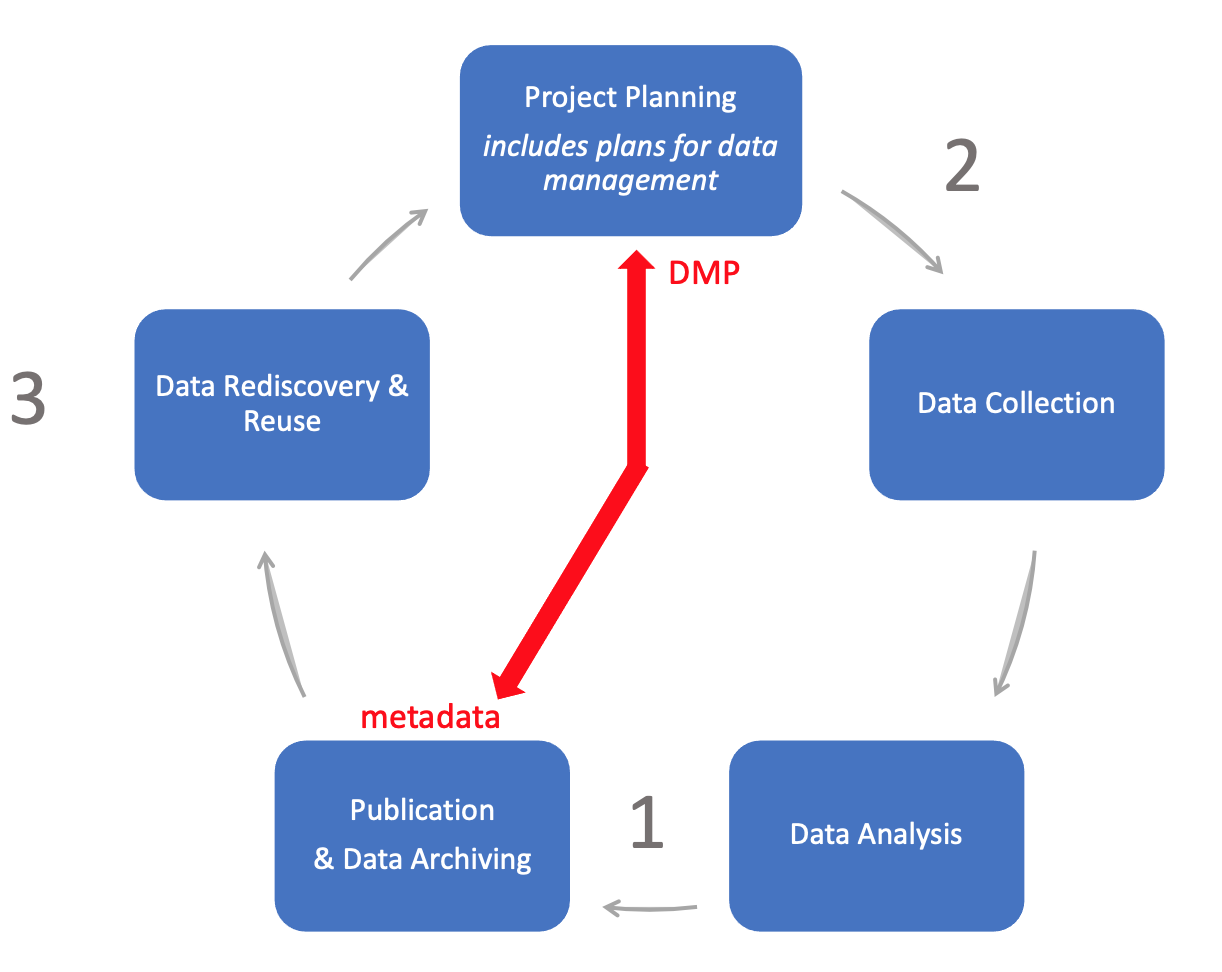 Project Planning
includes plans for data
management
2
DMP
Data Rediscovery &
Reuse
3
Data Collection
metadata
Publication
& Data Archiving
1
Data Analysis